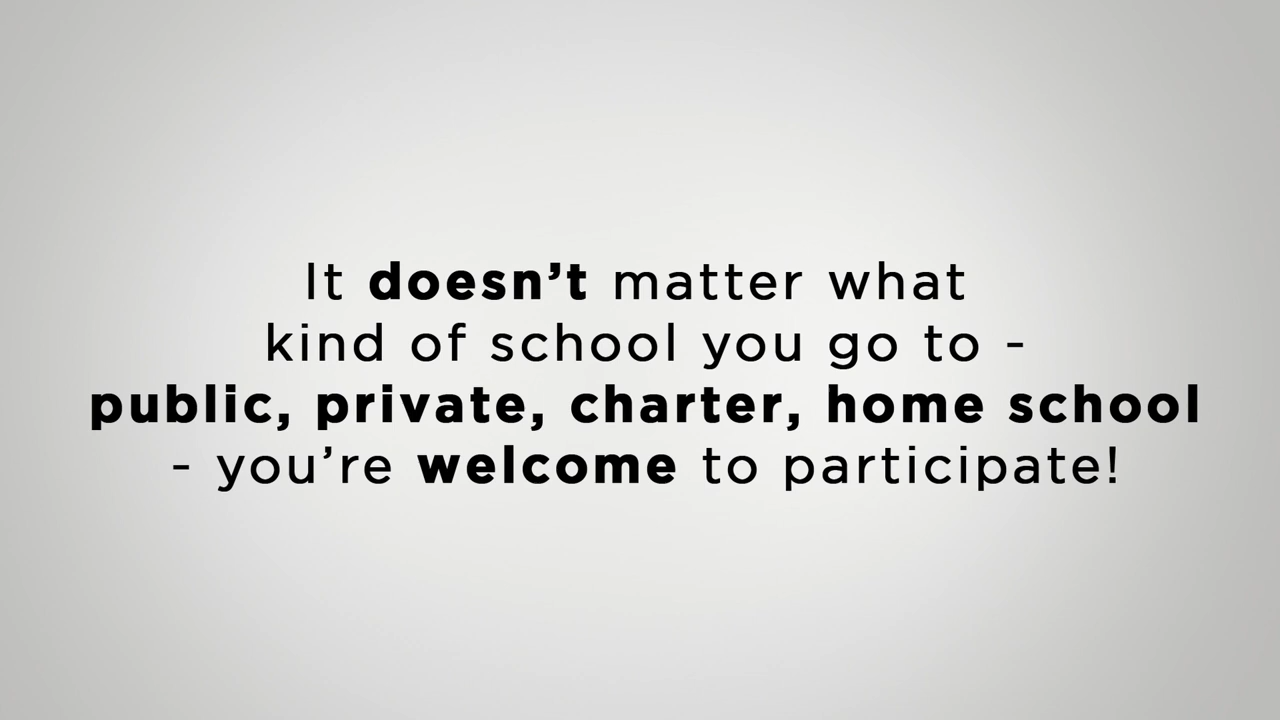 It doesn’t matter what
kind of school you go to -
public, private, charter, home school
- you’re welcome to participate!